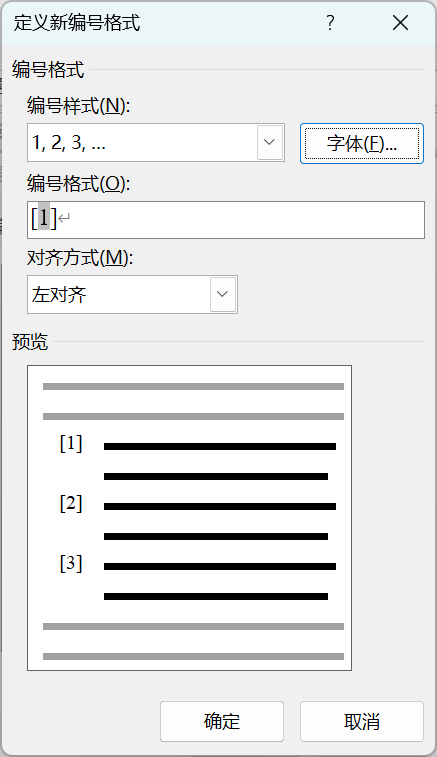 定义新编号格式 ?
编号格式
编号样式(N):
1, 2, 3, ...
字体(F)...
编号格式(O):
[1]↵
对齐方式(M):
左对齐
预览
[1]
[2]
[3]
确定 取消